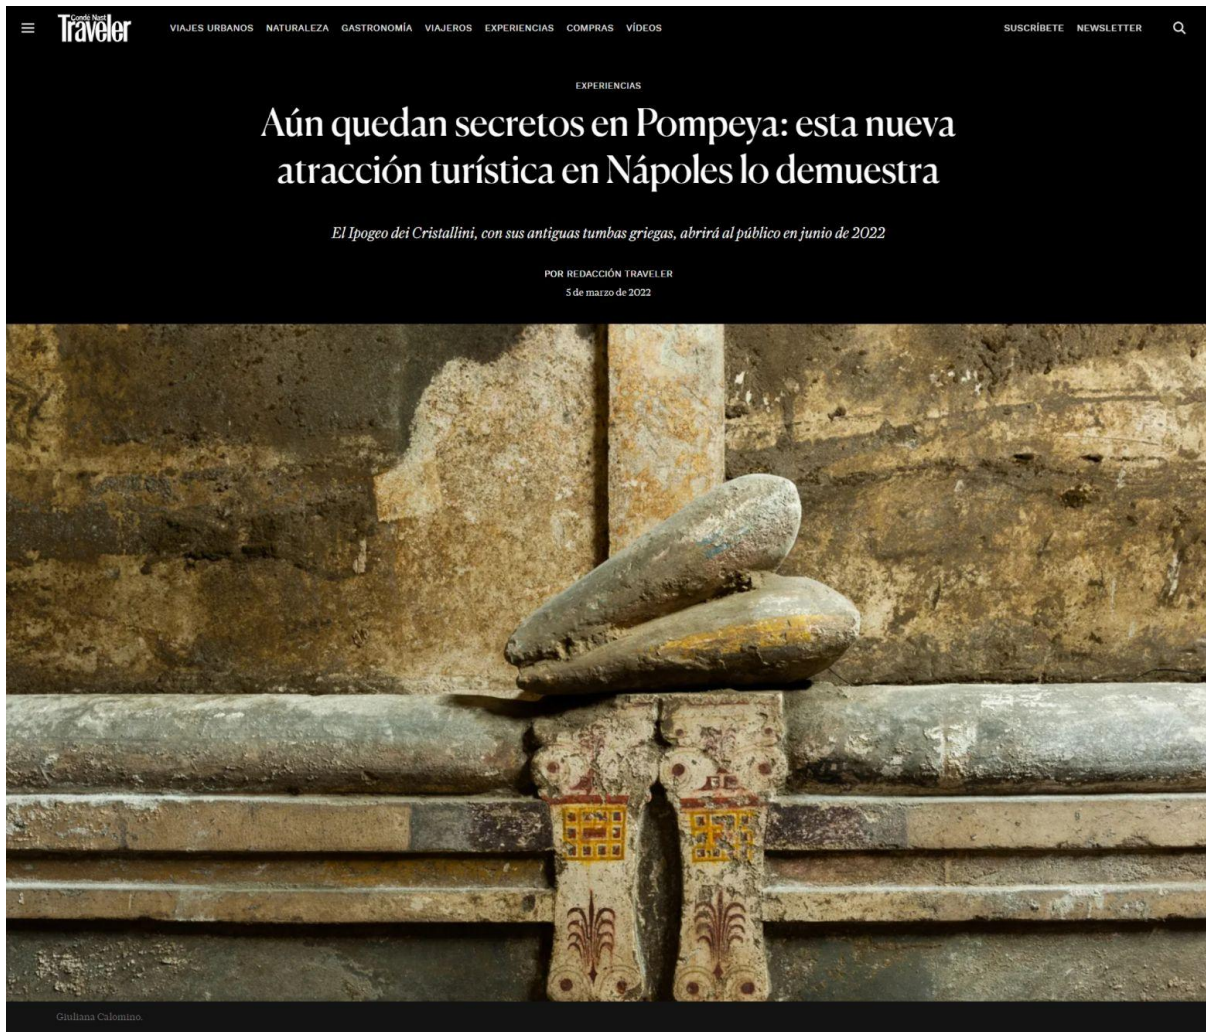 Condé Nast
Traveler
VIAJES URBANOS NATURALEZA GASTRONOMÍA VIAJEROS EXPERIENCIAS COMPRAS VÍDEOS
SUSCRÍBETE NEWSLETTER
EXPERIENCIAS
Aún quedan secretos en Pompeya: esta nueva
atracción turística en Nápoles lo demuestra
El Ipogeo dei Cristallini, con sus antiguas tumbas griegas, abrirá al público en junio de 2022
POR REDACCIÓN TRAVELER
5 de marzo de 2022
Giuliana Calomino.